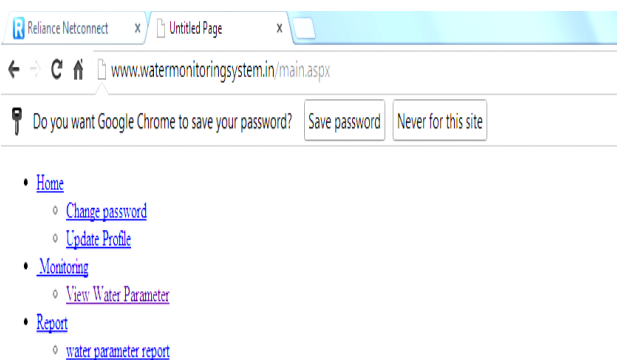 Reliance Netconnect x Untitled Page x
www.watermonitoringsystem.in/main.aspx
Do you want Google Chrome to save your password? Save password Never for this site
Home
Change password
Update Profile
Monitoring
View Water Parameter
Report
water parameter report